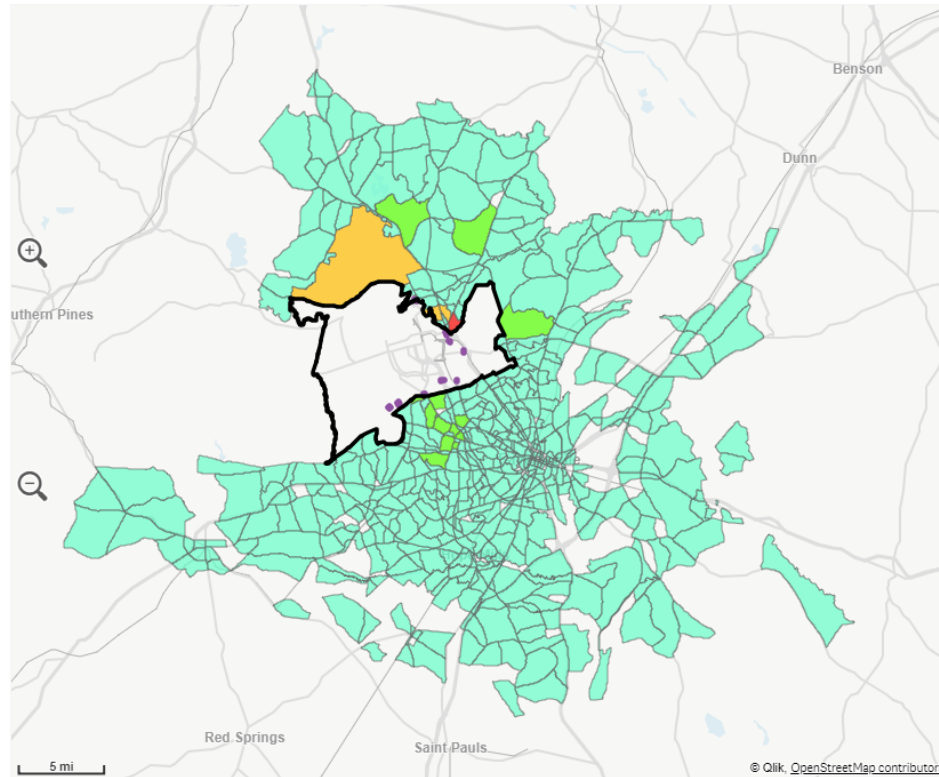 Benson
Dunn
uthern Pines
Red Springs
Saint Pauls
5 mi
© Qlik, OpenStreetMap contributor